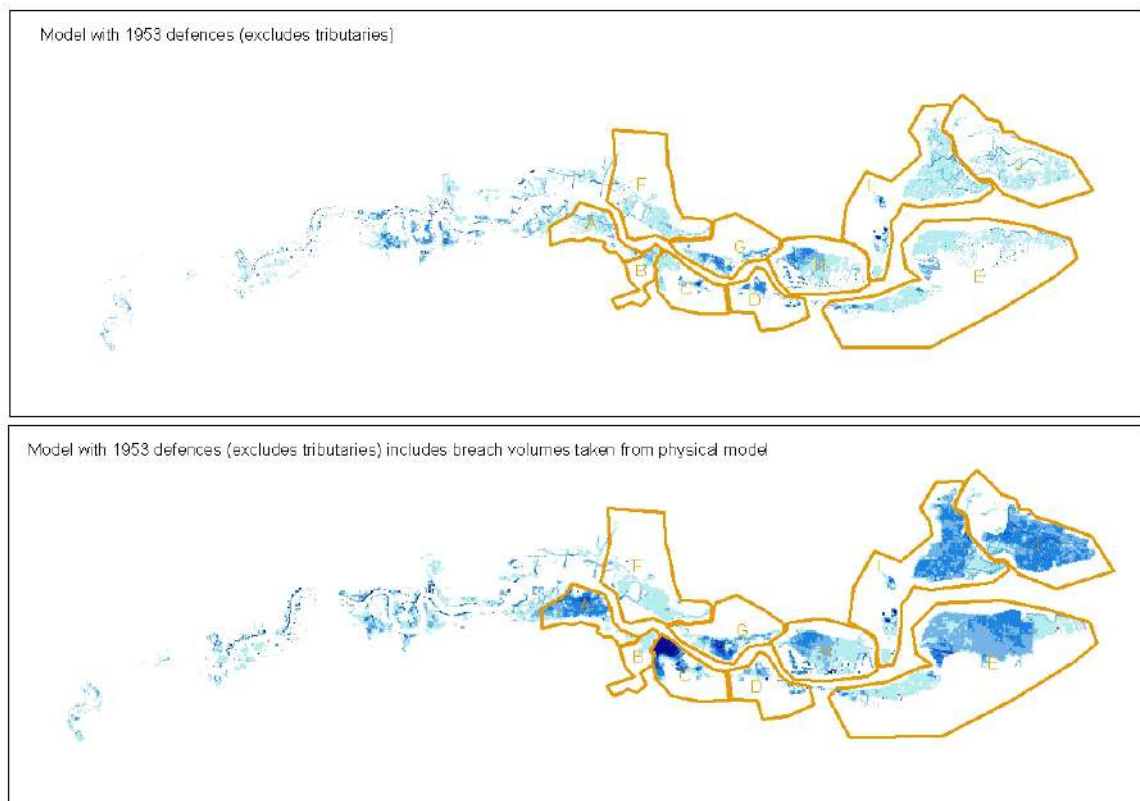 Model with 1953 defences (excludes tributaries)
F
J
I
A
G
B
H
C
D
E
Model with 1953 defences (excludes tributaries) includes breach volumes taken from physical model
F
J
I
A
G
B
H
C
D
E